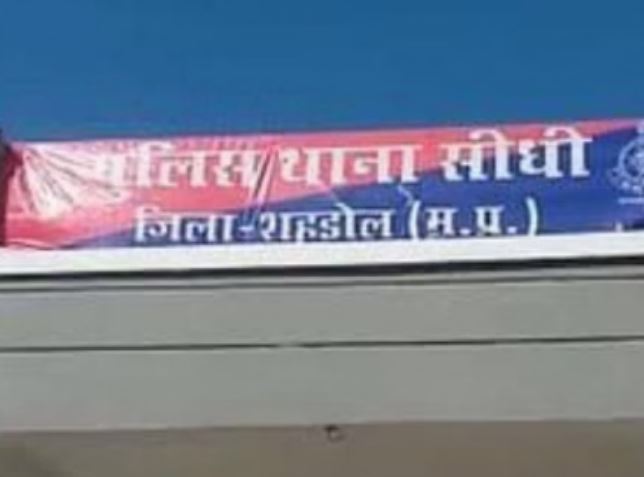 पुलिस थाना सीधी
जिला-शहडोल (म.प्र.)